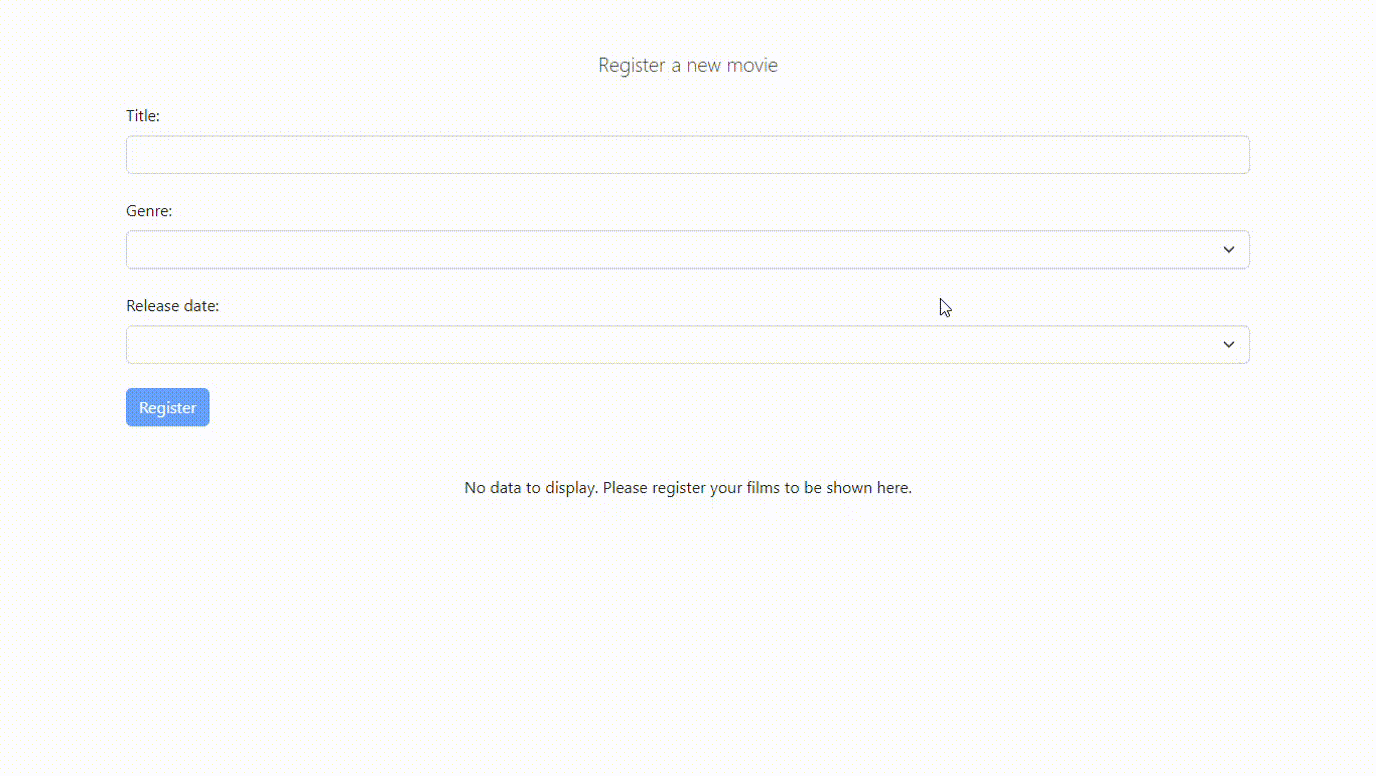 Register a new movie
Title:
Genre:
Release date:
Register
No data to display. Please register your films to be shown here.